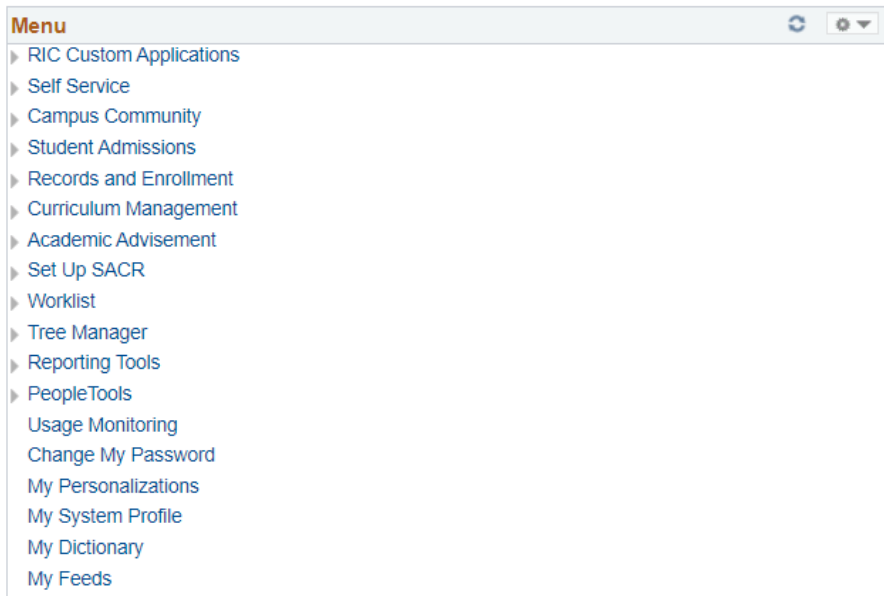 Menu
RIC Custom Applications
Self Service
Campus Community
Student Admissions
Records and Enrollment
Curriculum Management
Academic Advisement
Set Up SACR
Worklist
Tree Manager
Reporting Tools
PeopleTools
Usage Monitoring
Change My Password
My Personalizations
My System Profile
My Dictionary
My Feeds